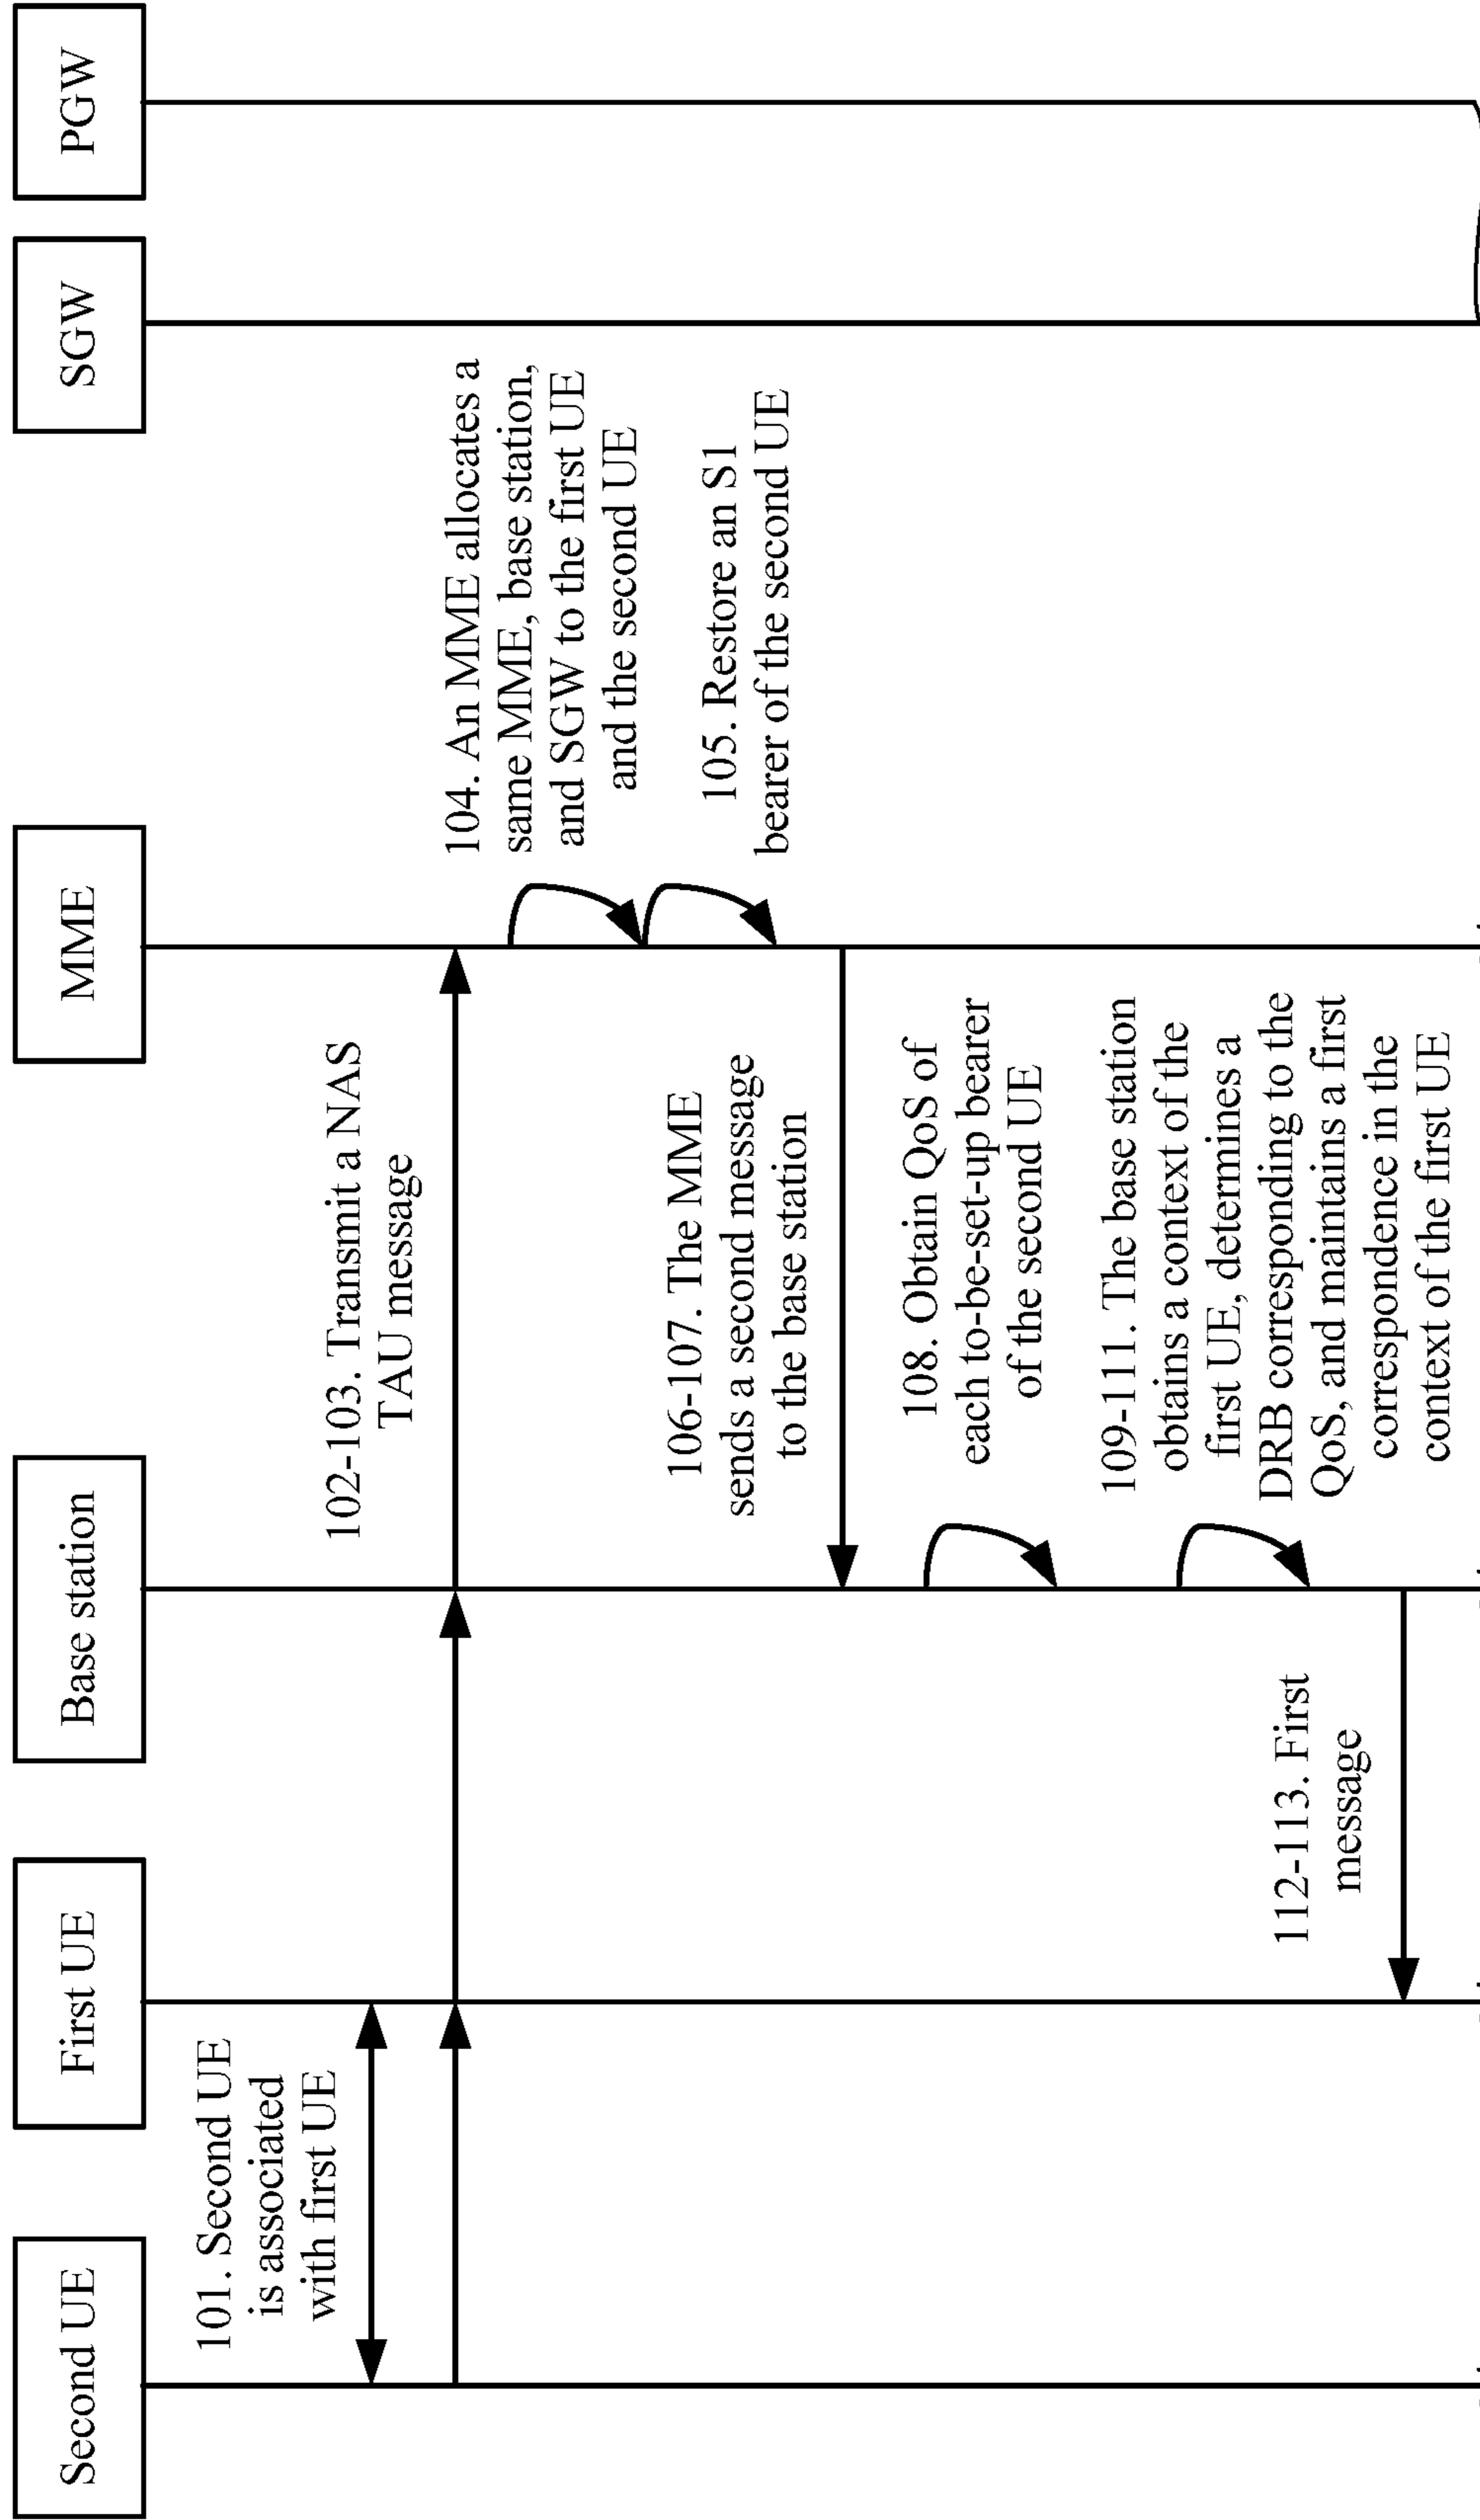 Second UE
First UE
Base station
MME
SGW
PGW
101. Second UE
is associated
with first UE
102-103. Transmit a NAS
TAU message
104. An MME allocates a
same MME, base station,
and SGW to the first UE
and the second UE
105. Restore an S1
bearer of the second UE
106-107. The MME
sends a second message
to the base station
108. Obtain QoS of
each to-be-set-up bearer
of the second UE
109-111. The base station
obtains a context of the
first UE, determines a
DRB corresponding to the
QoS, and maintains a first
correspondence in the
context of the first UE
112-113. First
message